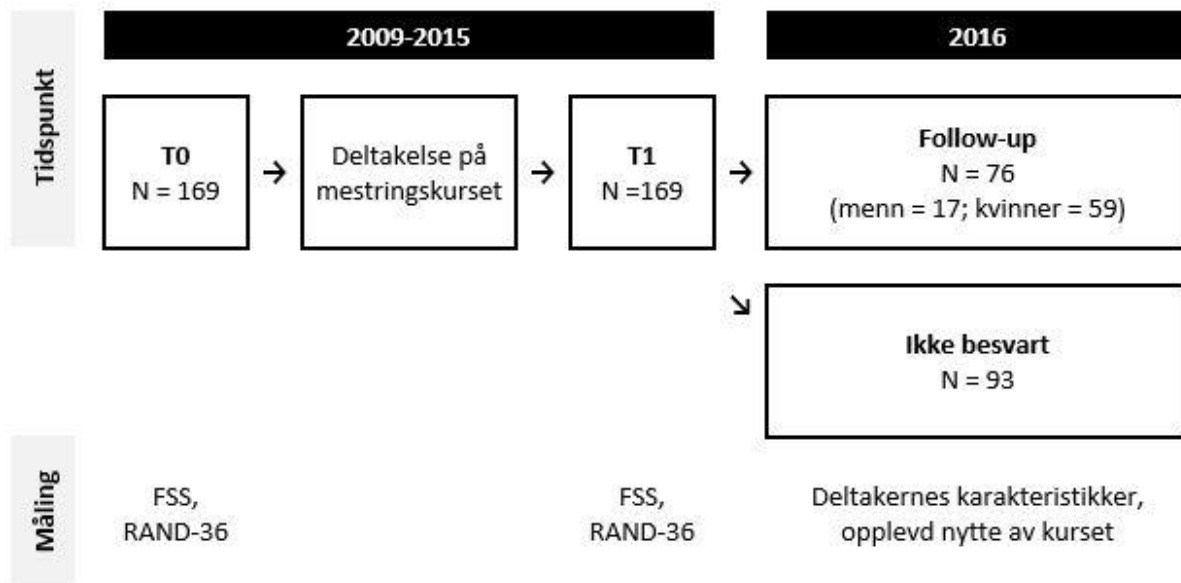 Tidspunkt
2009-2015
2016
T0
N = 169
→
Deltakelse på
mestringskurset
→
T1
N =169
→
Follow-up
N = 76
(menn = 17; kvinner = 59)
↘
Ikke besvart
N = 93
Måling
FSS,
RAND-36
FSS,
RAND-36
Deltakernes karakteristikker,
opplevd nytte av kurset